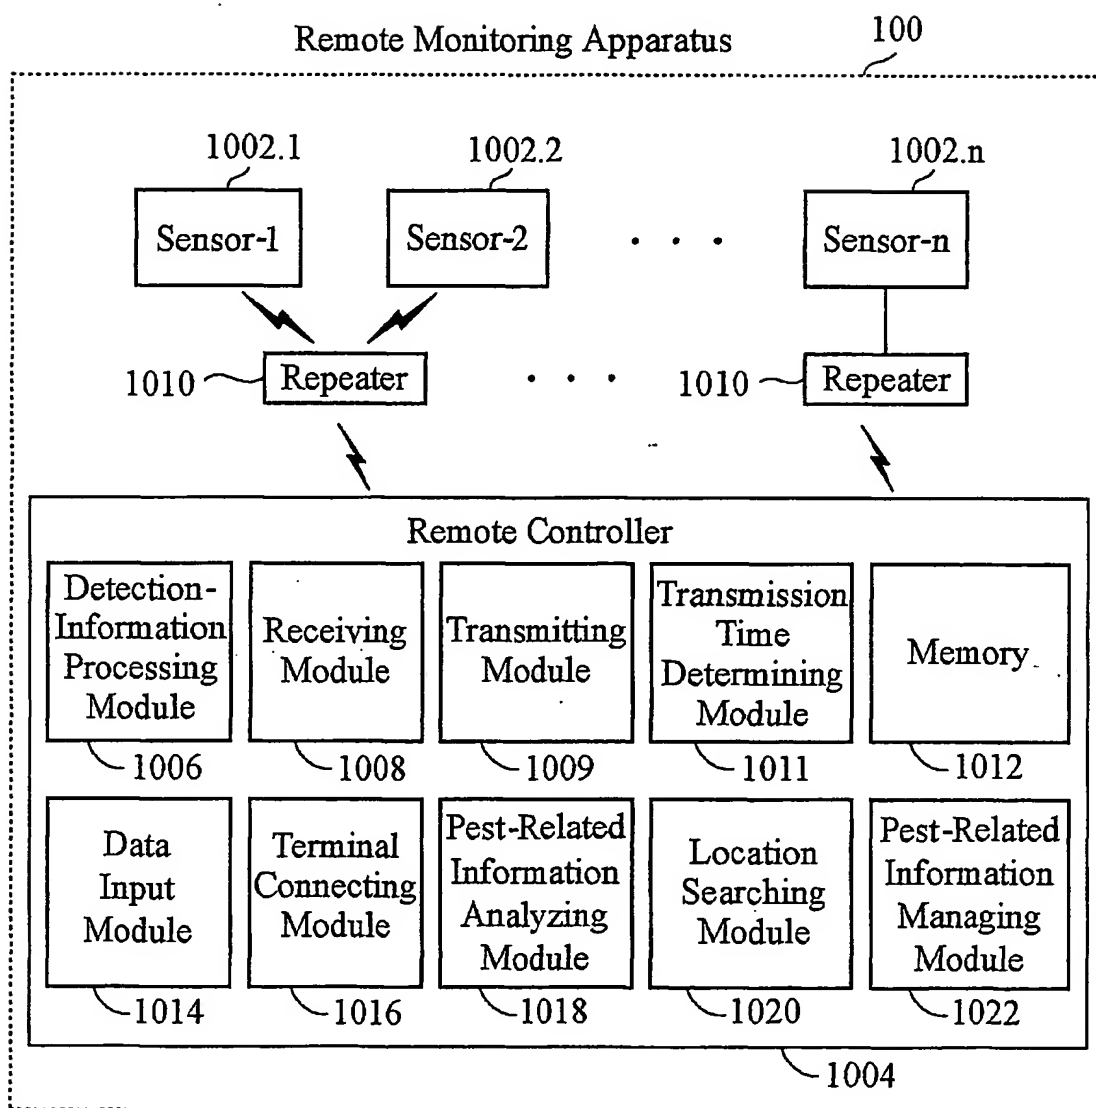 Remote Monitoring Apparatus
100
1002.1
1002.2
1002.n
Sensor-1
Sensor-2
. . .
Sensor-n
1010
Repeater
. . .
1010
Repeater
Remote Controller
Detection-
Information
Processing
Module
1006
Receiving
Module
1008
Transmitting
Module
1009
Transmission
Time
Determining
Module
1011
Memory
1012
Data
Input
Module
1014
Terminal
Connecting
Module
1016
Pest-Related
Information
Analyzing
Module
1018
Location
Searching
Module
1020
Pest-Related
Information
Managing
Module
1022
1004